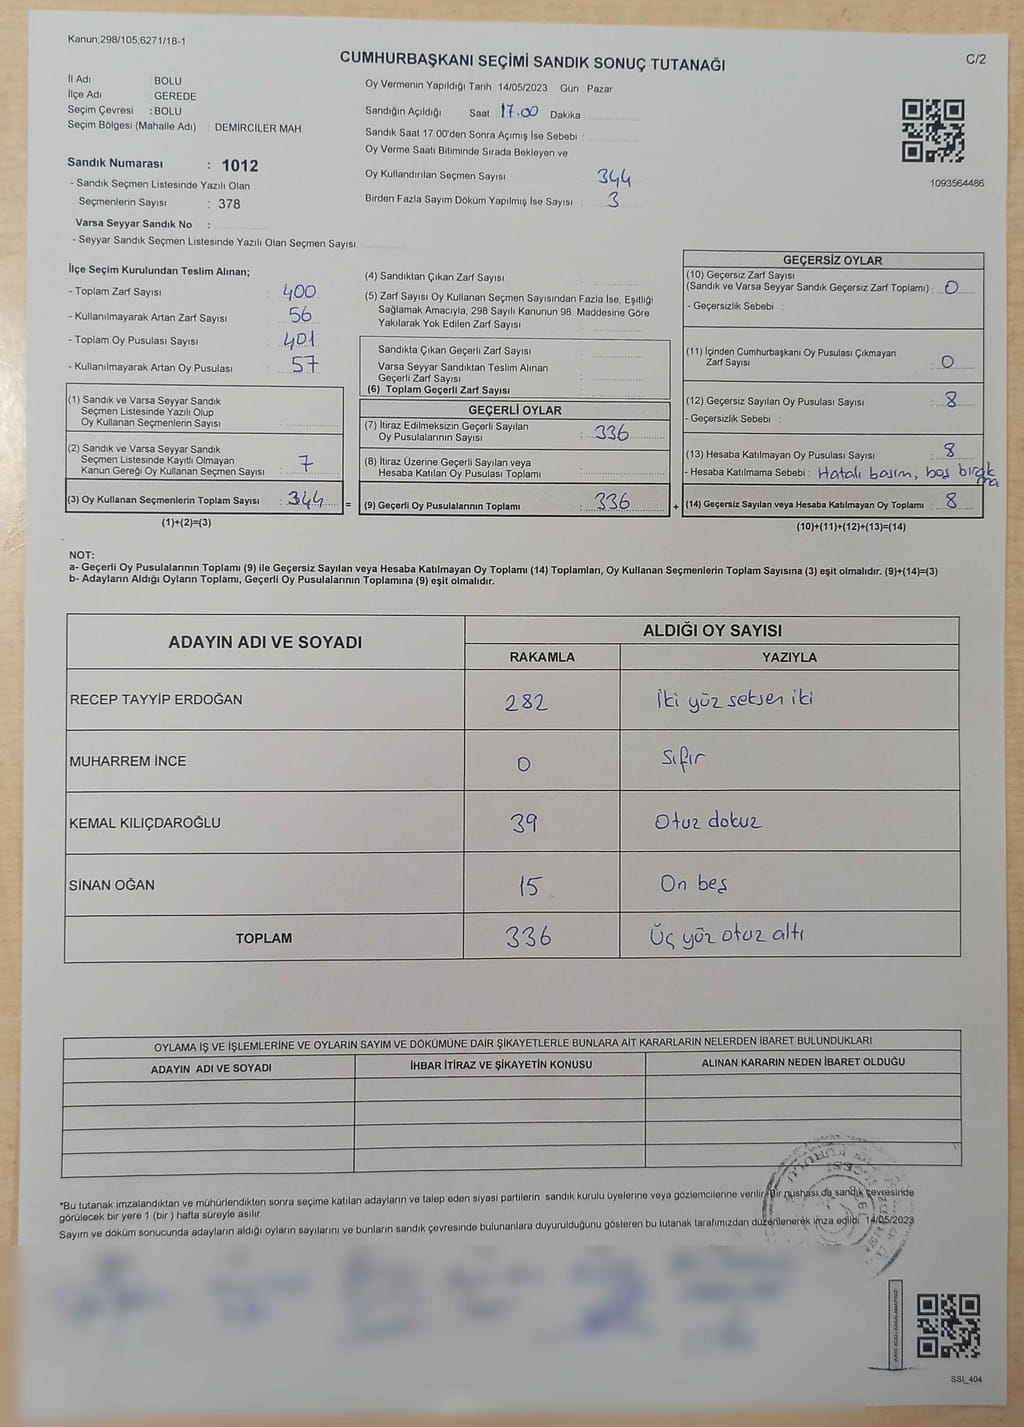 Kanun,298/105,6271/18-1
CUMHURBAŞKANI SEÇİMİ SANDIK SONUÇ TUTANAĞI
C/2
İl Adı : BOLU
İlçe Adı : GEREDE
Seçim Çevresi : BOLU
Seçim Bölgesi (Mahalle Adı) : DEMİRCİLER MAH
Sandık Numarası : 1012
- Sandık Seçmen Listesinde Yazılı Olan
Seçmenlerin Sayısı : 378
Varsa Seyyar Sandık No :
- Seyyar Sandık Seçmen Listesinde Yazılı Olan Seçmen Sayısı:
Oy Vermenin Yapıldığı Tarih 14/05/2023 Gün Pazar
Sandığın Açıldığı Saat 17.00 Dakika
Sandık Saat 17.00'den Sonra Açımış İse Sebebi :
Oy Verme Saati Bitiminde Sırada Bekleyen ve
Oy Kullandırılan Seçmen Sayısı : 344
Birden Fazla Sayım Döküm Yapılmış İse Sayısı : 3
1093564486
İlçe Seçim Kurulundan Teslim Alınan;
- Toplam Zarf Sayısı : 400
- Kullanılmayarak Artan Zarf Sayısı : 56
- Toplam Oy Pusulası Sayısı : 401
- Kullanılmayarak Artan Oy Pusulası : 57
(1) Sandık ve Varsa Seyyar Sandık
Seçmen Listesinde Yazılı Olup
Oy Kullanan Seçmenlerin Sayısı :
(2) Sandık ve Varsa Seyyar Sandık
Seçmen Listesinde Kayıtlı Olmayan
Kanun Gereği Oy Kullanan Seçmen Sayısı : 7
(3) Oy Kullanan Seçmenlerin Toplam Sayısı : 344 =
(1)+(2)=(3)
(4) Sandıktan Çıkan Zarf Sayısı :
(5) Zarf Sayısı Oy Kullanan Seçmen Sayısından Fazla İse, Eşitliği
Sağlamak Amacıyla, 298 Sayılı Kanunun 98. Maddesine Göre
Yakılarak Yok Edilen Zarf Sayısı :
Sandıkta Çıkan Geçerli Zarf Sayısı :
Varsa Seyyar Sandıktan Teslim Alınan
Geçerli Zarf Sayısı :
(6) Toplam Geçerli Zarf Sayısı :
GEÇERLİ OYLAR
(7) İtiraz Edilmeksizin Geçerli Sayılan
Oy Pusulalarının Sayısı : 336
(8) İtiraz Üzerine Geçerli Sayılan veya
Hesaba Katılan Oy Pusulası Toplamı :
(9) Geçerli Oy Pusulalarının Toplamı : 336 +
GEÇERSİZ OYLAR
(10) Geçersiz Zarf Sayısı
(Sandık ve Varsa Seyyar Sandık Geçersiz Zarf Toplamı) : 0
- Geçersizlik Sebebi :
(11) İçinden Cumhurbaşkanı Oy Pusulası Çıkmayan
Zarf Sayısı : 0
(12) Geçersiz Sayılan Oy Pusulası Sayısı : 8
- Geçersizlik Sebebi :
(13) Hesaba Katılmayan Oy Pusulası Sayısı : 8
- Hesaba Katılmama Sebebi : Hatalı basım, boş bırakma
(14) Geçersiz Sayılan veya Hesaba Katılmayan Oy Toplamı : 8
(10)+(11)+(12)+(13)=(14)
NOT:
a- Geçerli Oy Pusulalarının Toplamı (9) ile Geçersiz Sayılan veya Hesaba Katılmayan Oy Toplamı (14) Toplamları, Oy Kullanan Seçmenlerin Toplam Sayısına (3) eşit olmalıdır. (9)+(14)=(3)
b- Adayların Aldığı Oyların Toplamı, Geçerli Oy Pusulalarının Toplamına (9) eşit olmalıdır.
ADAYIN ADI VE SOYADI ALDIĞI OY SAYISI
RAKAMLA YAZIYLA
RECEP TAYYİP ERDOĞAN 282 İki yüz seksen iki
MUHARREM İNCE 0 Sıfır
KEMAL KILIÇDAROĞLU 39 Otuz dokuz
SİNAN OĞAN 15 On beş
TOPLAM 336 Üç yüz otuz altı
OYLAMA İŞ VE İŞLEMLERİNE VE OYLARIN SAYIM VE DÖKÜMÜNE DAİR ŞİKAYETLERLE BUNLARA AİT KARARLARIN NELERDEN İBARET BULUNDUKLARI
ADAYIN ADI VE SOYADI İHBAR İTİRAZ VE ŞİKAYETİN KONUSU ALINAN KARARIN NEDEN İBARET OLDUĞU
*Bu tutanak imzalandıktan ve mühürlendikten sonra seçime katılan adayların ve talep eden siyasi partilerin sandık kurulu üyelerine veya gözlemcilerine verilir. Bir nüshası da sandık çevresinde
görülecek bir yere 1 (bir ) hafta süreyle asılır.
Sayım ve döküm sonucunda adayların aldığı oyların sayılarını ve bunların sandık çevresinde bulunanlara duyurulduğunu gösteren bu tutanak tarafımızdan düzenlenerek imza edildi. 14/05/2023
SSI_404